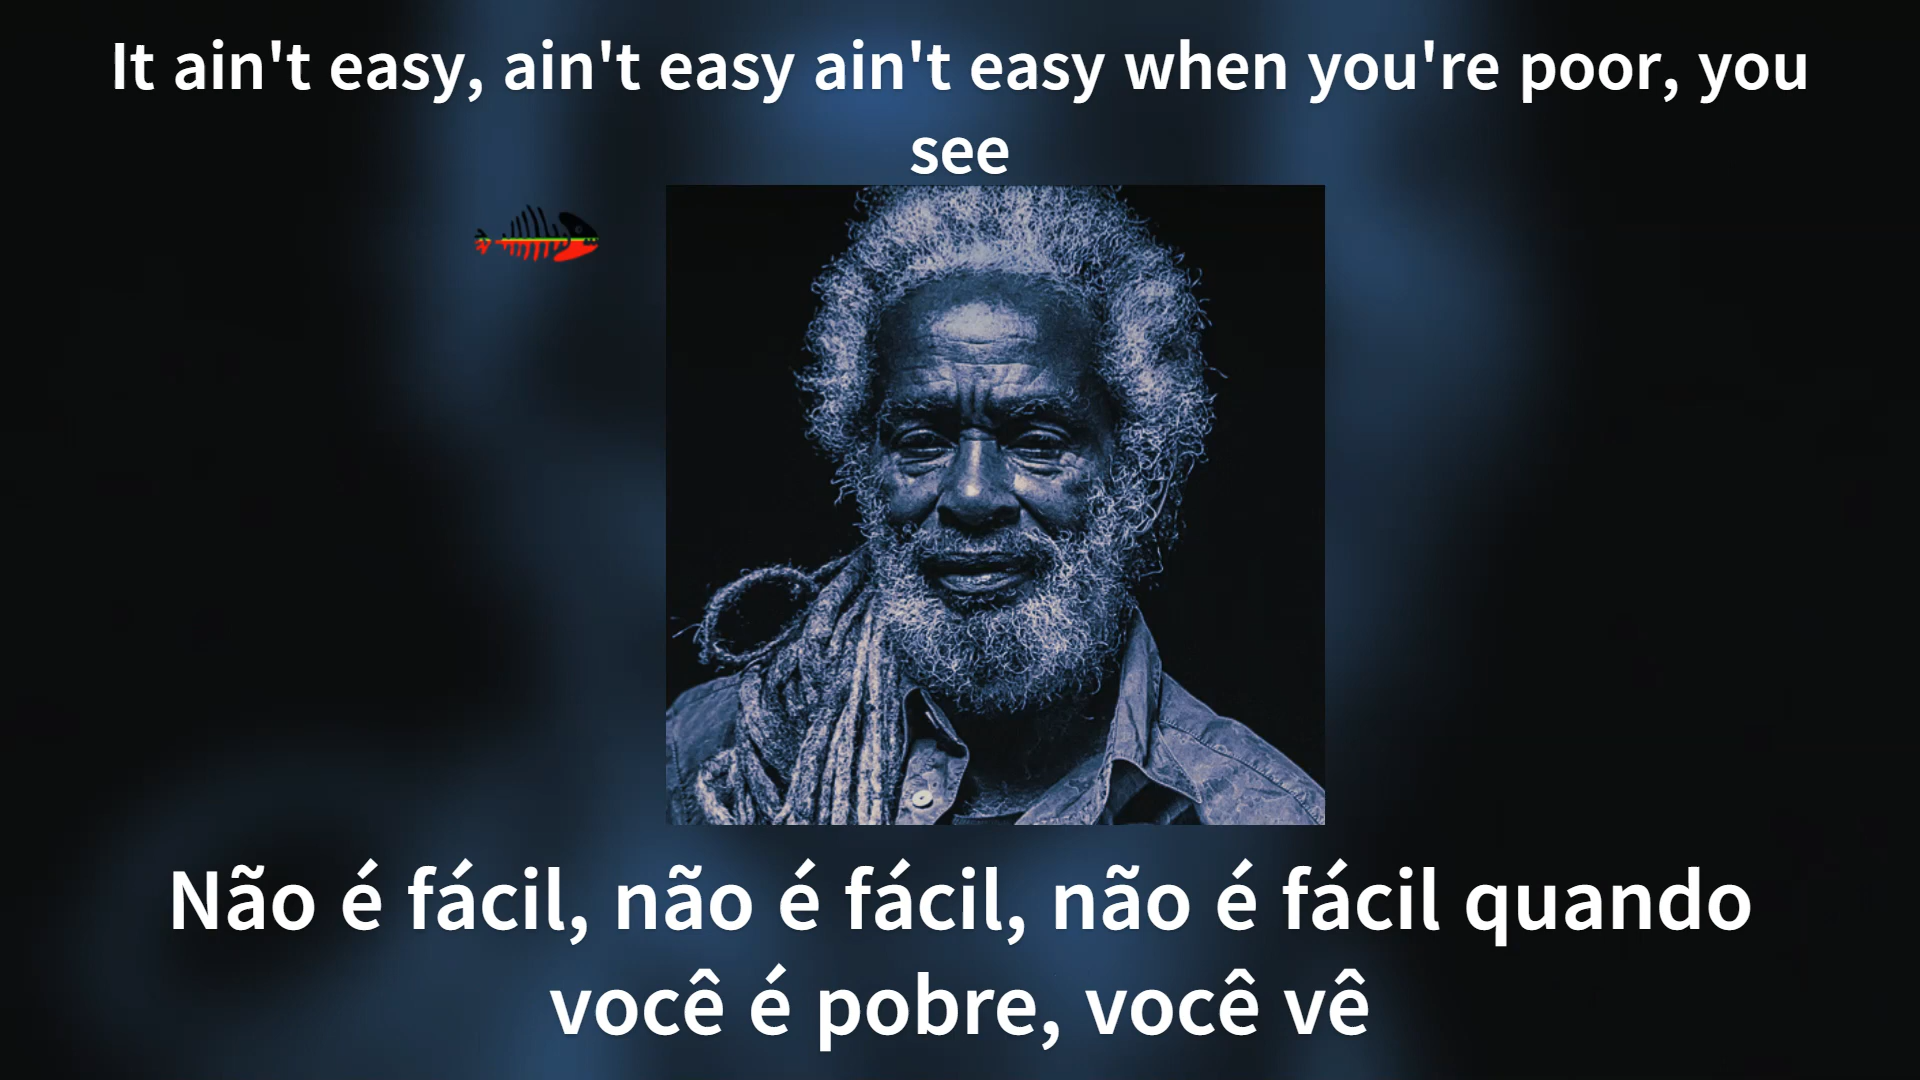 It ain't easy, ain't easy ain't easy when you're poor, you
see
Não é fácil, não é fácil, não é fácil quando
você é pobre, você vê